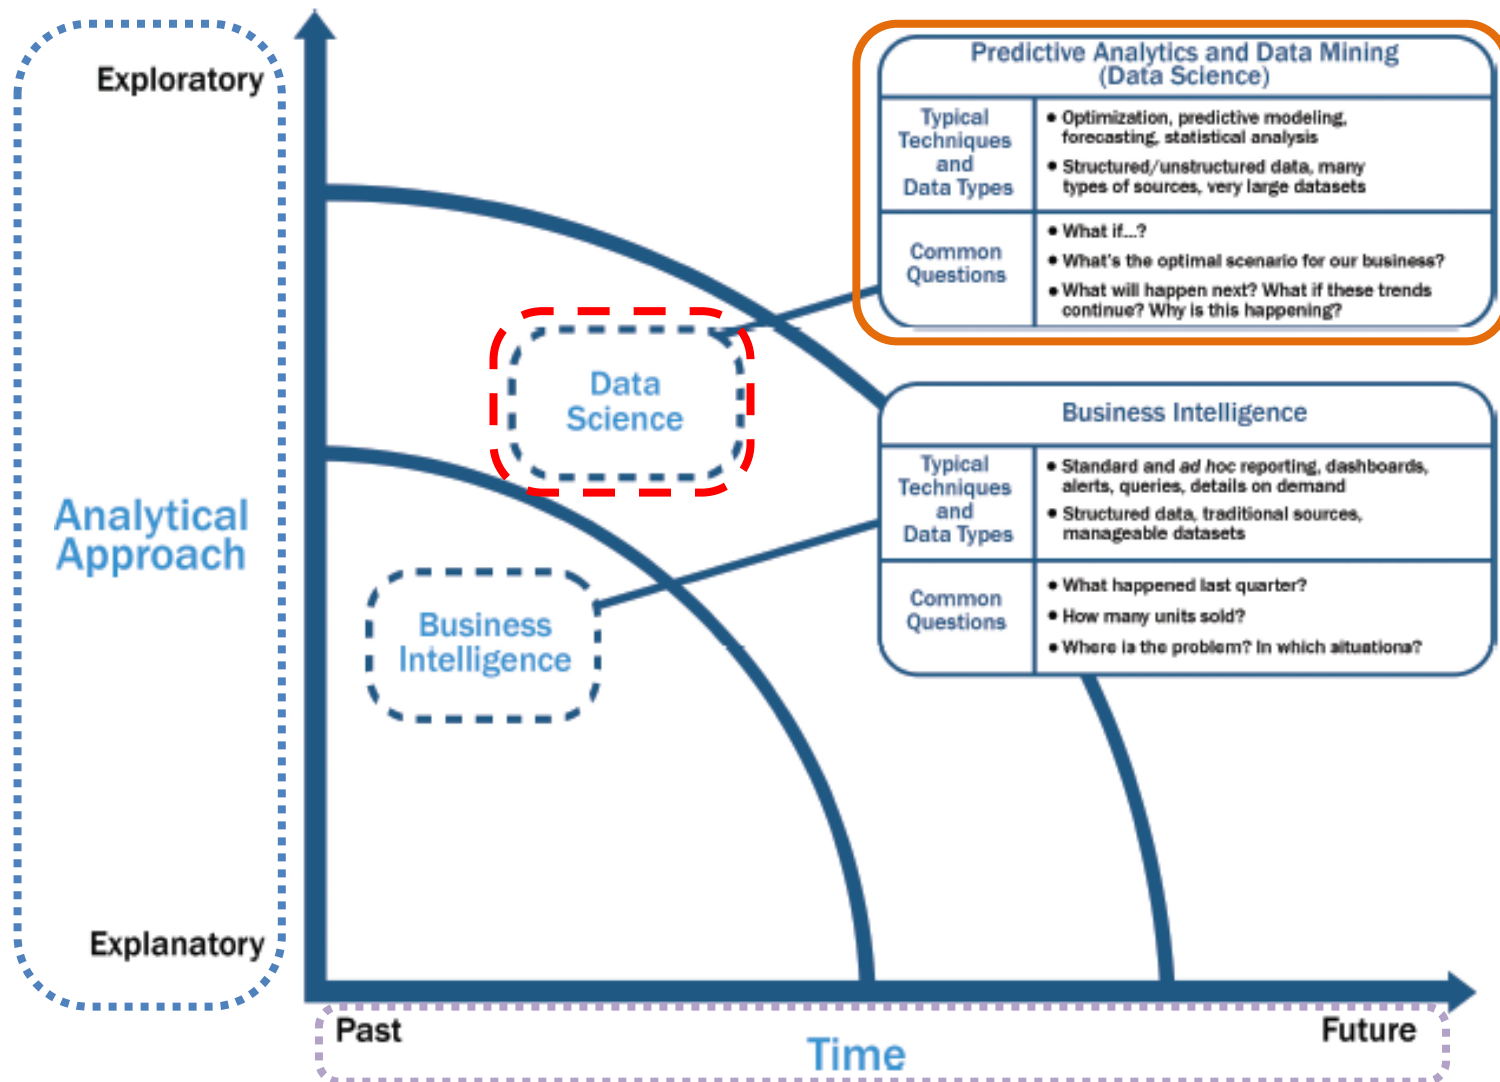 Exploratory
Analytical
Approach
Explanatory
Past
Time
Future
Data
Science
Business
Intelligence
Predictive Analytics and Data Mining
(Data Science)
Typical
Techniques
and
Data Types
• Optimization, predictive modeling,
forecasting, statistical analysis
• Structured/unstructured data, many
types of sources, very large datasets
Common
Questions
• What if...?
• What's the optimal scenario for our business?
• What will happen next? What if these trends
continue? Why is this happening?
Business Intelligence
Typical
Techniques
and
Data Types
• Standard and ad hoc reporting, dashboards,
alerts, queries, details on demand
• Structured data, traditional sources,
manageable datasets
Common
Questions
• What happened last quarter?
• How many units sold?
• Where is the problem? In which situations?